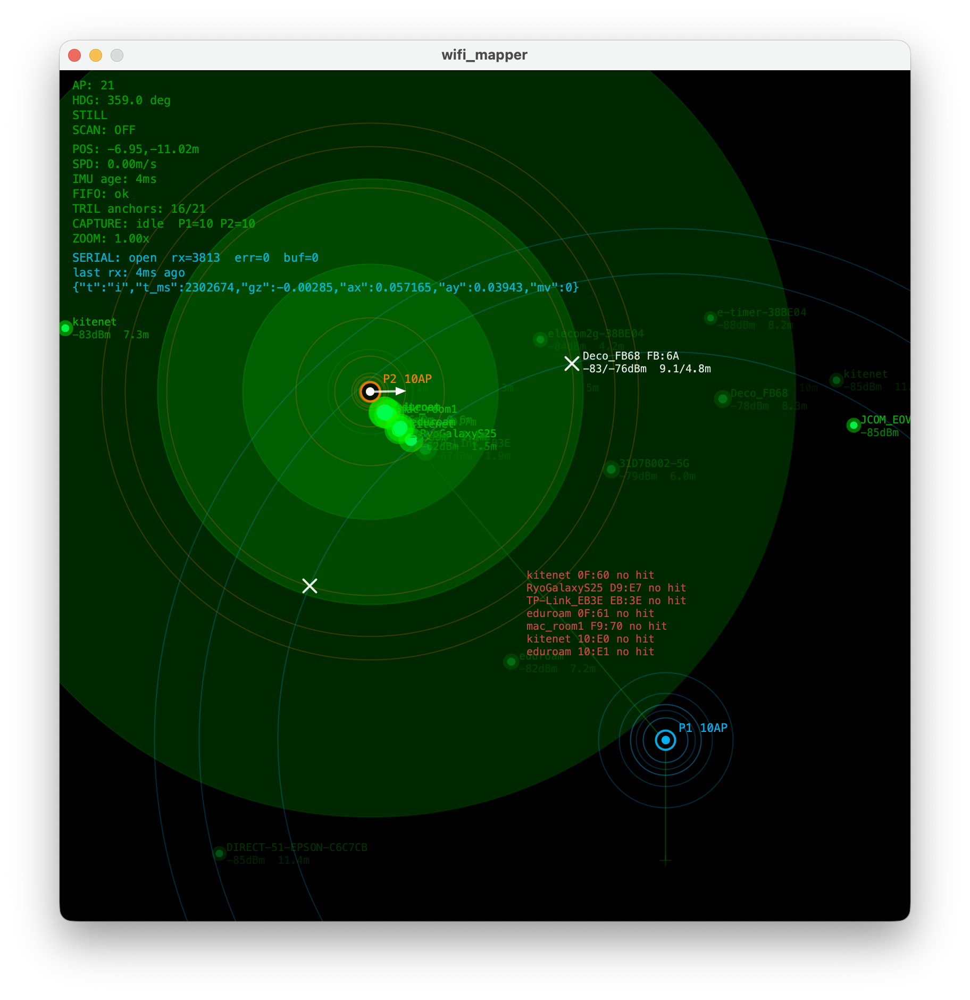 wifi_mapper
AP: 21
HDG: 359.0 deg
STILL
SCAN: OFF
POS: -6.95,-11.02m
SPD: 0.00m/s
IMU age: 4ms
FIFO: ok
TRIL anchors: 16/21
CAPTURE: idle  P1=10 P2=10
ZOOM: 1.00x
SERIAL: open  rx=3813  err=0  buf=0
last rx: 4ms ago
{"t":"i","t_ms":2302674,"gz":-0.00285,"ax":0.057165,"ay":0.03943,"mv":0}
kitenet
-83dBm  7.3m
e-timer-38BE04
-88dBm  8.2m
elecom2g-38BE04
-84dBm  4.2m
Deco_FB68 FB:6A
-83/-76dBm  9.1/4.8m
kitenet
-85dBm  11.
P2 10AP
1m
3m
5m
10m
Deco_FB68
-78dBm  8.3m
mac_room1
eduroam
kitenet
JCOM_EOV
-85dBm
RyoGalaxyS25
-62dBm  1.5m
-67dBm  1.9m
31D7B002-5G
-79dBm  6.0m
kitenet 0F:60 no hit
RyoGalaxyS25 D9:E7 no hit
TP-Link_EB3E EB:3E no hit
eduroam 0F:61 no hit
mac_room1 F9:70 no hit
kitenet 10:E0 no hit
eduroam 10:E1 no hit
eduroam
-82dBm  7.2m
P1 10AP
DIRECT-51-EPSON-C6C7CB
-85dBm  11.4m